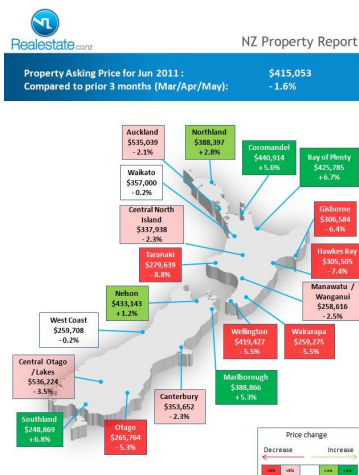 Realestate.co.nz
NZ Property Report
Property Asking Price for Jun 2011 :
$415,053
Compared to prior 3 months (Mar/Apr/May):
- 1.6%
Auckland
$535,039
- 2.1%
Northland
$388,397
+ 2.8%
Coromandel
$440,914
+ 5.6%
Bay of Plenty
$425,785
+ 6.7%
Waikato
$357,000
- 0.2%
Central North
Island
$337,938
- 2.3%
Gisborne
$306,584
- 6.4%
Taranaki
$279,639
- 8.8%
Hawkes Bay
$305,505
- 7.4%
Manawatu /
Wanganui
$258,616
- 2.5%
Nelson
$433,143
+ 1.2%
West Coast
$259,708
- 0.2%
Wellington
$419,427
- 5.5%
Wairarapa
$259,275
- 5.5%
Central Otago
/ Lakes
$536,224
- 3.5%
Marlborough
$388,866
+ 5.3%
Canterbury
$353,652
- 2.3%
Southland
$248,869
+ 6.8%
Otago
$265,764
- 5.3%
Price change
Decrease
Increase